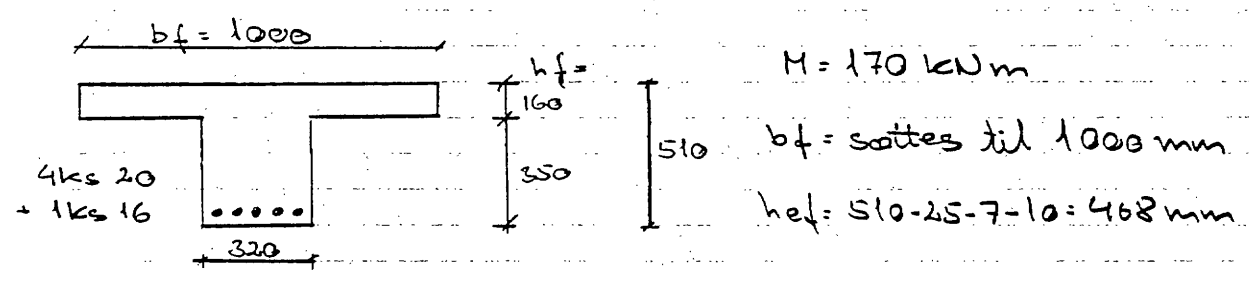 bf = 1000
hf =
160
350
510
4ks 20
+ 1ks 16
320
M = 170 kNm
bf = sættes til 1000 mm
hef = 510-25-7-10 = 468 mm